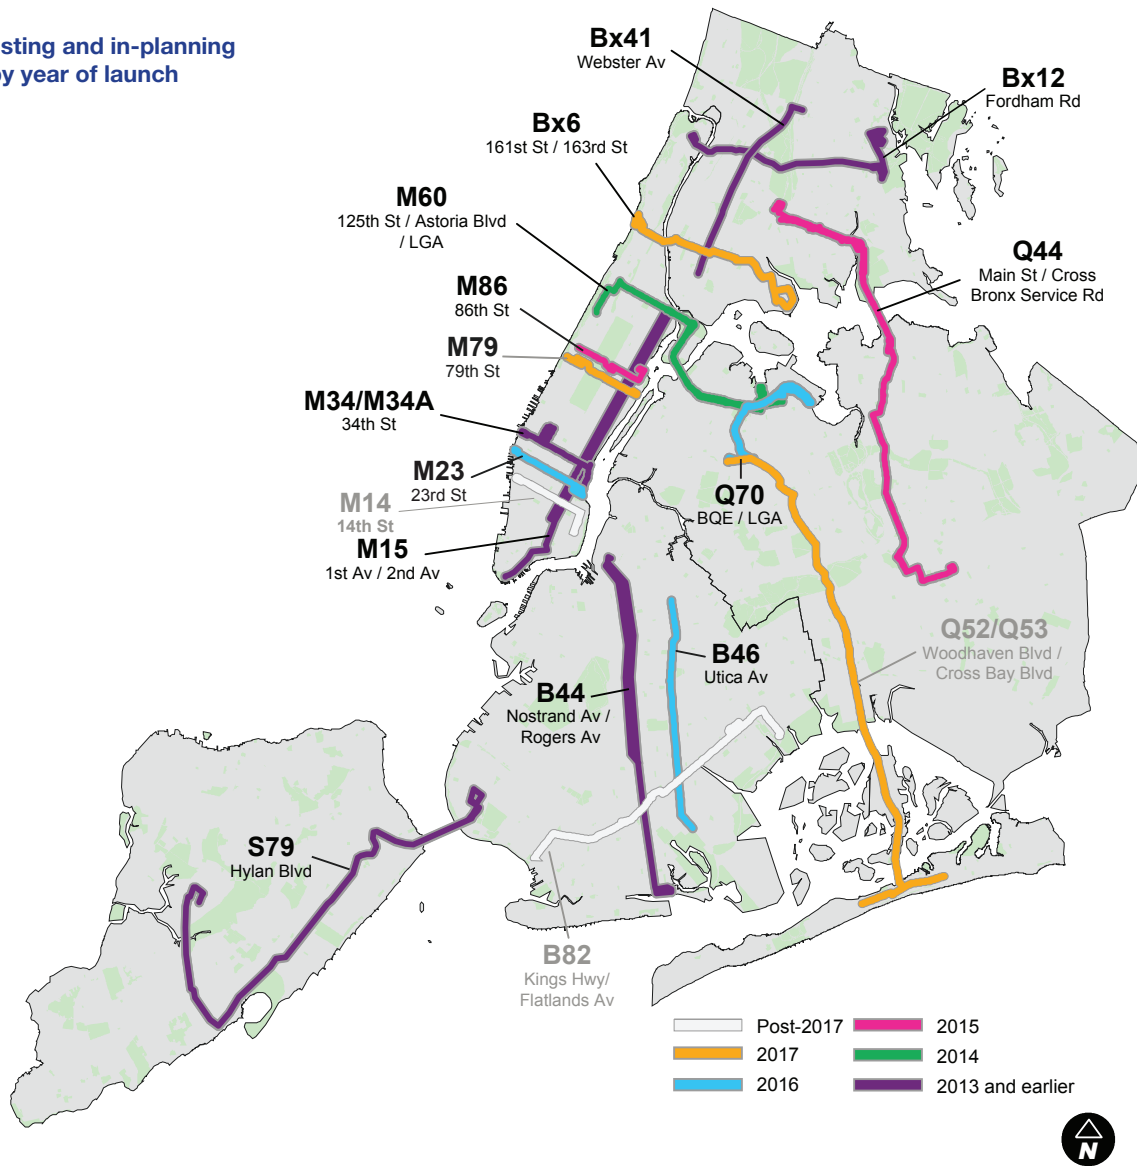 sting and in-planning
by year of launch
Bx41
Webster Av
Bx12
Fordham Rd
Bx6
161st St / 163rd St
M60
125th St / Astoria Blvd
/ LGA
Q44
Main St / Cross
Bronx Service Rd
M86
86th St
M79
79th St
M34/M34A
34th St
M23
23rd St
M14
14th St
M15
1st Av / 2nd Av
Q70
BQE / LGA
Q52/Q53
Woodhaven Blvd /
Cross Bay Blvd
B46
Utica Av
B44
Nostrand Av /
Rogers Av
S79
Hylan Blvd
B82
Kings Hwy/
Flatlands Av
Post-2017
2017
2016
2015
2014
2013 and earlier
N